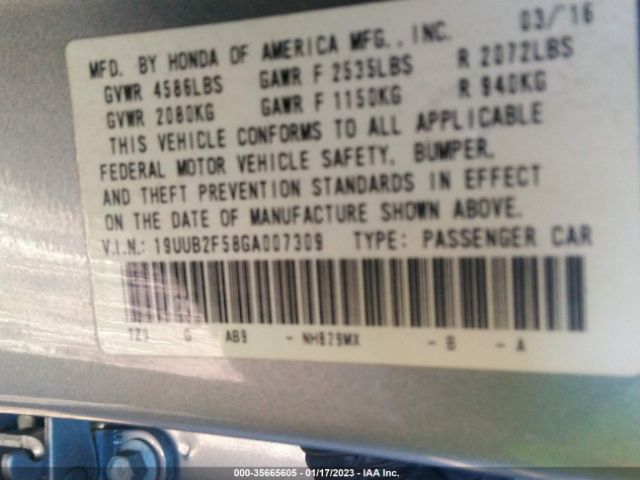 03/16
MFD. BY HONDA OF AMERICA MFG., INC.
GVWR 4586LBS GAWR F 2535LBS R 2072LBS
GVWR 2080KG GAWR F 1150KG R 940KG
THIS VEHICLE CONFORMS TO ALL APPLICABLE
FEDERAL MOTOR VEHICLE SAFETY, BUMPER,
AND THEFT PREVENTION STANDARDS IN EFFECT
ON THE DATE OF MANUFACTURE SHOWN ABOVE.
V.I.N.: 19UUB2F58GA007309 TYPE: PASSENGER CAR
TZ3 G AB9 - NH829MX - B - A
000-35665605 - 01/17/2023 - IAA Inc.